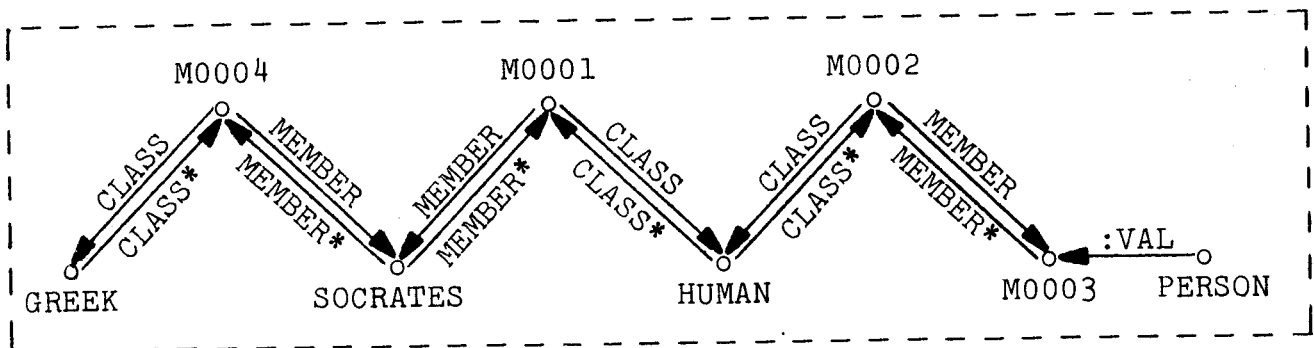 M0004 M0001 M0002
CLASS MEMBER MEMBER CLASS CLASS MEMBER
CLASS* MEMBER* MEMBER* CLASS* CLASS* MEMBER*
:VAL
GREEK SOCRATES HUMAN M0003 PERSON